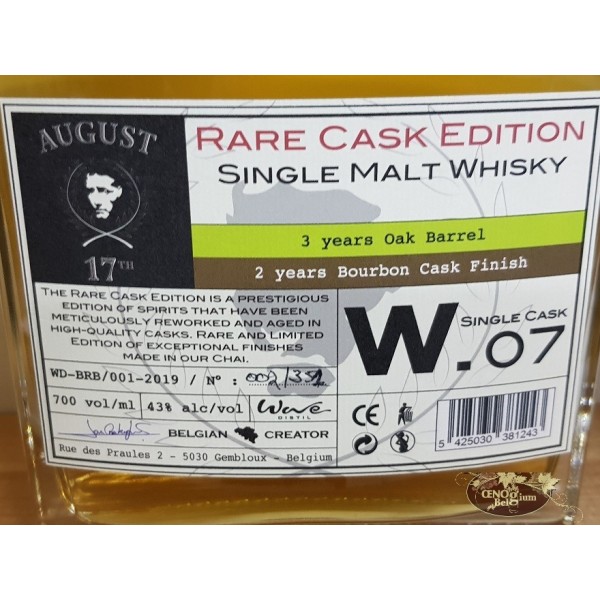 AUGUST
17TH
RARE CASK EDITION
SINGLE MALT WHISKY
3 years Oak Barrel
2 years Bourbon Cask Finish
THE RARE CASK EDITION IS A PRESTIGIOUS
EDITION OF SPIRITS THAT HAVE BEEN
METICULOUSLY REWORKED AND AGED IN
HIGH-QUALITY CASKS. RARE AND LIMITED
EDITION OF EXCEPTIONAL FINISHES
MADE IN OUR CHAI.
WD-BRB/001-2019 / N° :
700 vol/ml 43% alc/vol Wave
DISTIL
BELGIAN CREATOR
Rue des Praules 2 - 5030 Gembloux - Belgium
SINGLE CASK
W.07
CE
5 425030 381243
ŒNO
Belgium